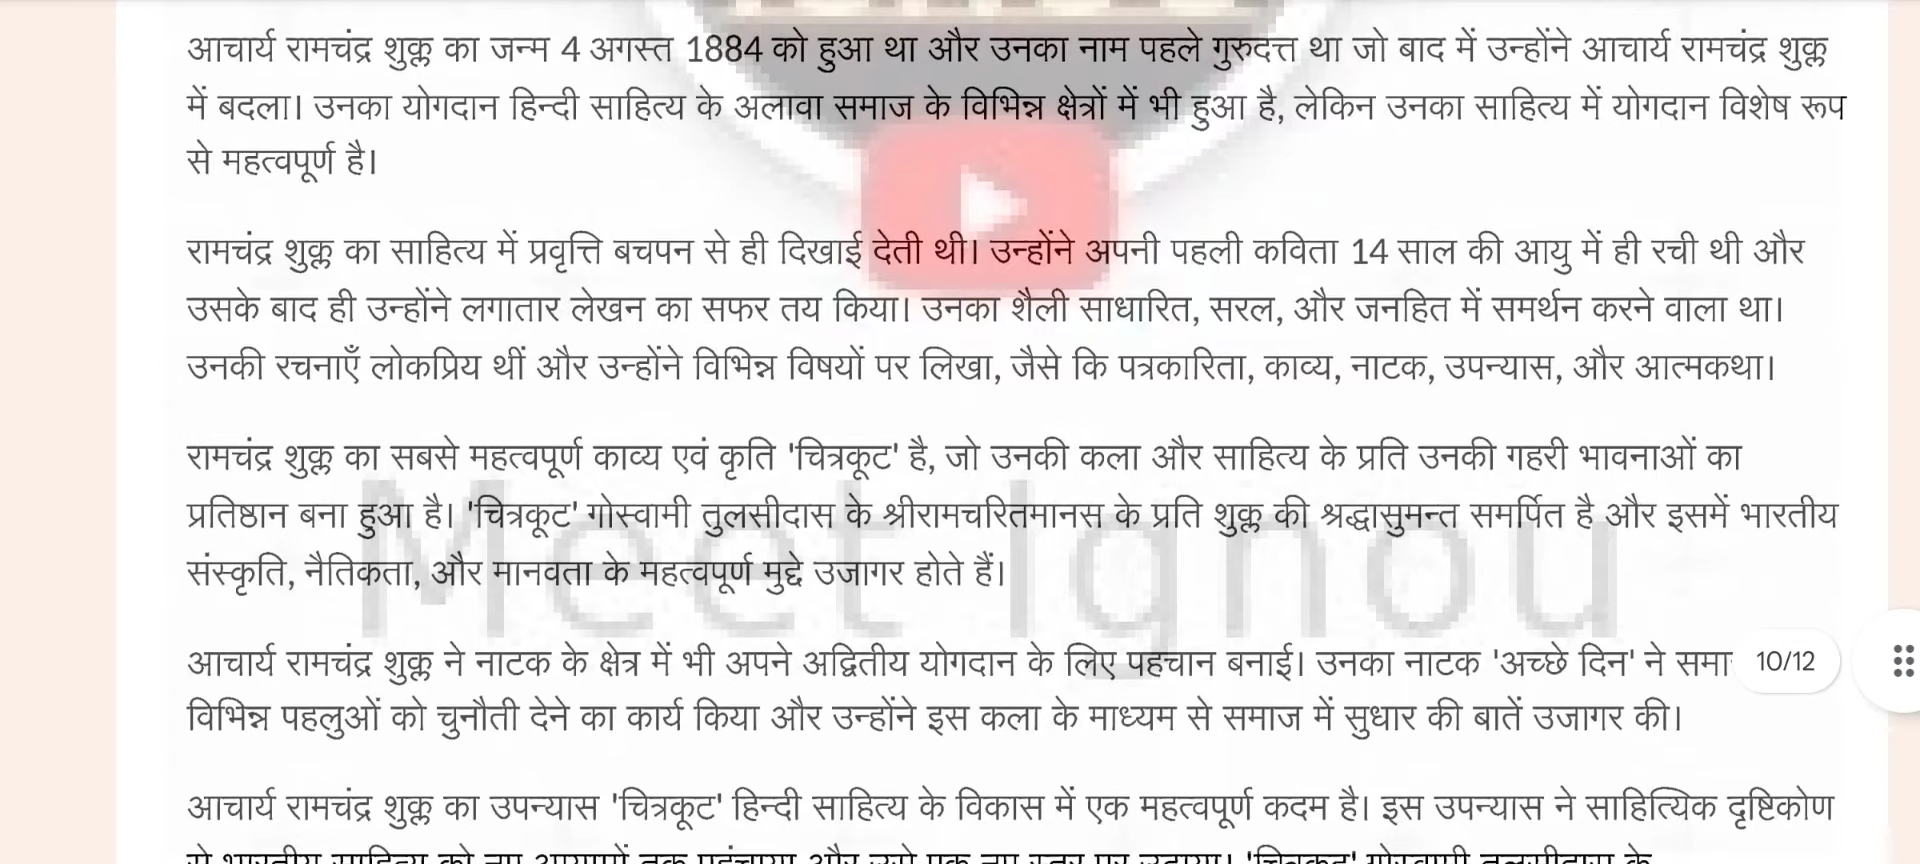 आचार्य रामचंद्र शुक्ल का जन्म 4 अगस्त 1884 को हुआ था और उनका नाम पहले गुरुदत्त था जो बाद में उन्होंने आचार्य रामचंद्र शुक्ल
में बदला। उनका योगदान हिन्दी साहित्य के अलावा समाज के विभिन्न क्षेत्रों में भी हुआ है, लेकिन उनका साहित्य में योगदान विशेष रूप
से महत्वपूर्ण है।
रामचंद्र शुक्ल का साहित्य में प्रवृत्ति बचपन से ही दिखाई देती थी। उन्होंने अपनी पहली कविता 14 साल की आयु में ही रची थी और
उसके बाद ही उन्होंने लगातार लेखन का सफर तय किया। उनका शैली साधारित, सरल, और जनहित में समर्थन करने वाला था।
उनकी रचनाएँ लोकप्रिय थीं और उन्होंने विभिन्न विषयों पर लिखा, जैसे कि पत्रकारिता, काव्य, नाटक, उपन्यास, और आत्मकथा।
रामचंद्र शुक्ल का सबसे महत्वपूर्ण काव्य एवं कृति 'चित्रकूट' है, जो उनकी कला और साहित्य के प्रति उनकी गहरी भावनाओं का
प्रतिष्ठान बना हुआ है। 'चित्रकूट' गोस्वामी तुलसीदास के श्रीरामचरितमानस के प्रति शुक्ल की श्रद्धासुमन्त समर्पित है और इसमें भारतीय
संस्कृति, नैतिकता, और मानवता के महत्वपूर्ण मुद्दे उजागर होते हैं।
Meet Ignou
आचार्य रामचंद्र शुक्ल ने नाटक के क्षेत्र में भी अपने अद्वितीय योगदान के लिए पहचान बनाई। उनका नाटक 'अच्छे दिन' ने समा
10/12
विभिन्न पहलुओं को चुनौती देने का कार्य किया और उन्होंने इस कला के माध्यम से समाज में सुधार की बातें उजागर की।
आचार्य रामचंद्र शुक्ल का उपन्यास 'चित्रकूट' हिन्दी साहित्य के विकास में एक महत्वपूर्ण कदम है। इस उपन्यास ने साहित्यिक दृष्टिकोण